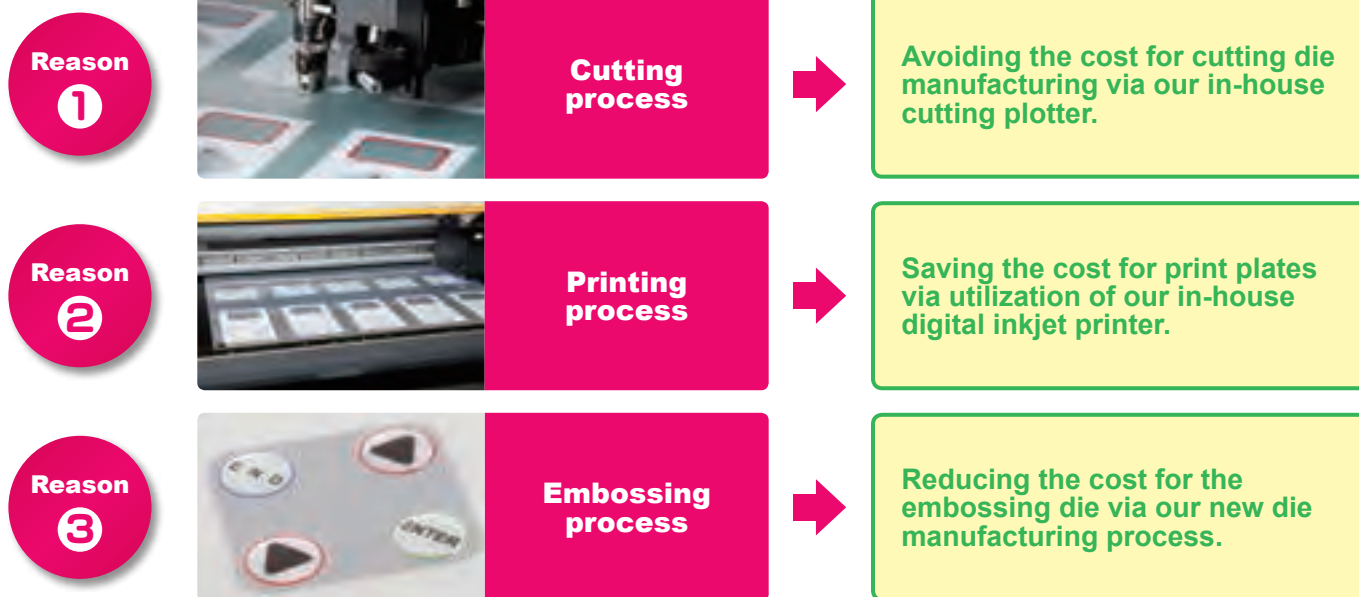 Reason
1
Cutting
process
Avoiding the cost for cutting die
manufacturing via our in-house
cutting plotter.
Reason
2
Printing
process
Saving the cost for print plates
via utilization of our in-house
digital inkjet printer.
Reason
3
END
ENTER
Embossing
process
Reducing the cost for the
embossing die via our new die
manufacturing process.